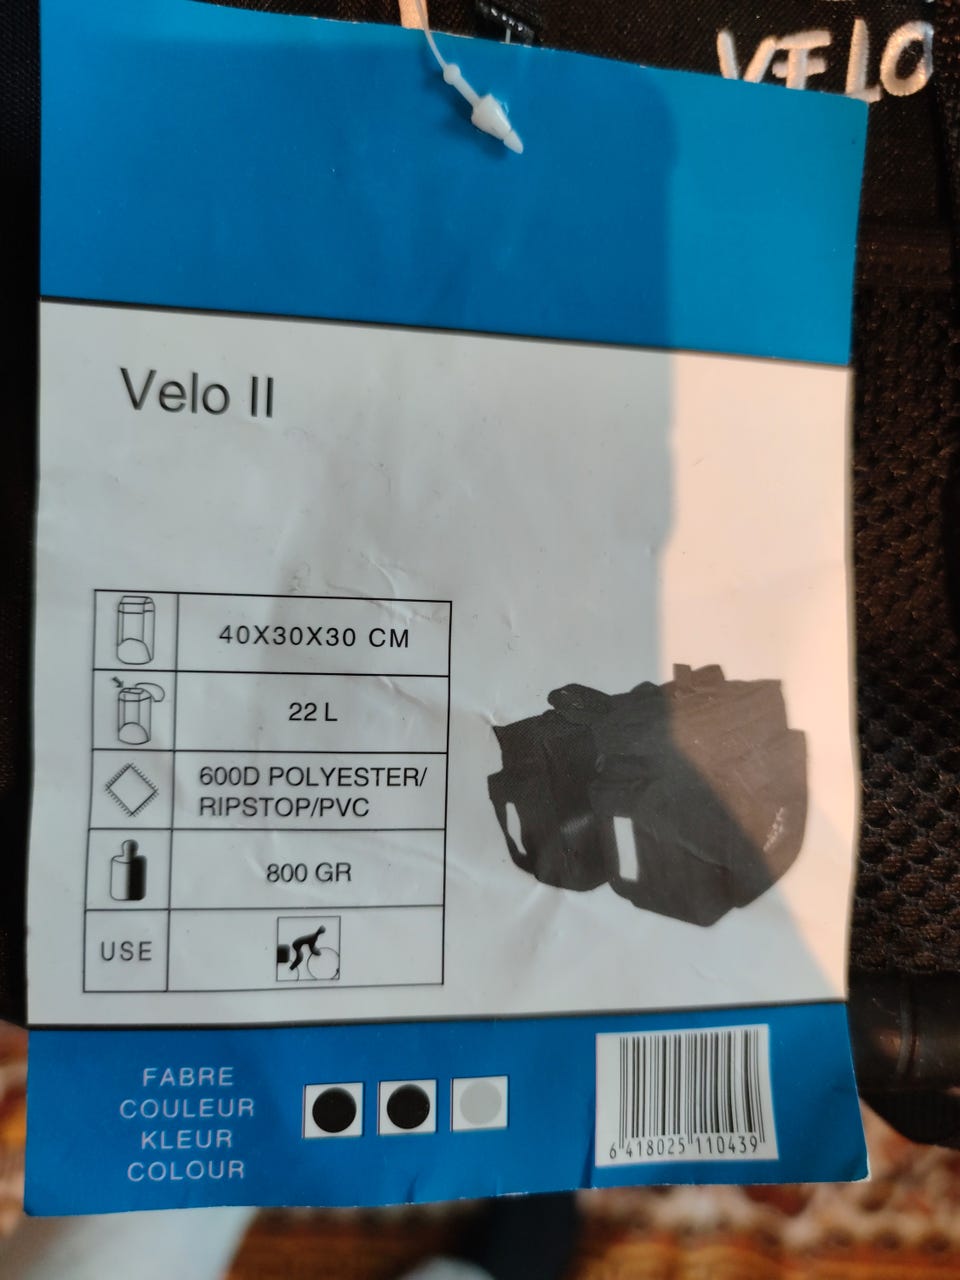 VELO
Velo II
40X30X30 CM
22 L
600D POLYESTER/
RIPSTOP/PVC
800 GR
USE
FABRE
COULEUR
KLEUR
COLOUR
6 418025 110439